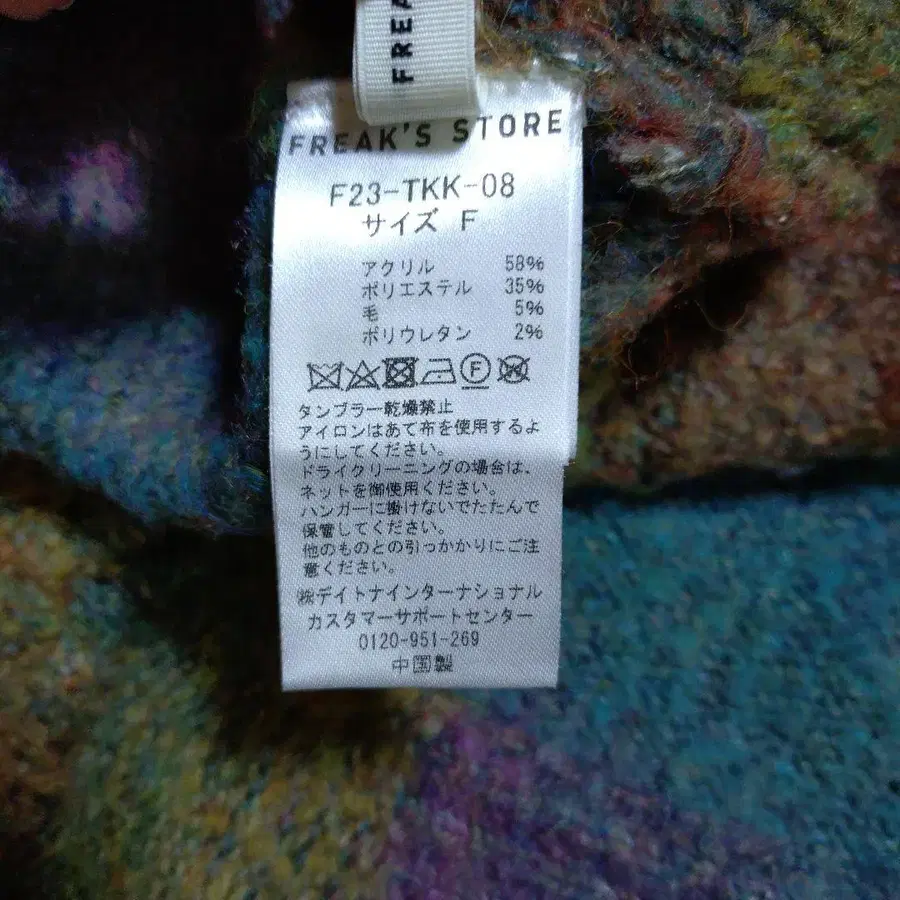 FREA
FREAK'S STORE
F23-TKK-08
サイズ F
アクリル 58%
ポリエステル 35%
毛 5%
ポリウレタン 2%
F
タンブラー乾燥禁止
アイロンはあて布を使用するよ
うにしてください。
ドライクリーニングの場合は、
ネットを御使用ください。
ハンガーに掛けないでたたんで
保管してください。
他のものとの引っかかりにご注
意ください。
㈱デイトナインターナショナル
カスタマーサポートセンター
0120-951-269
中国製